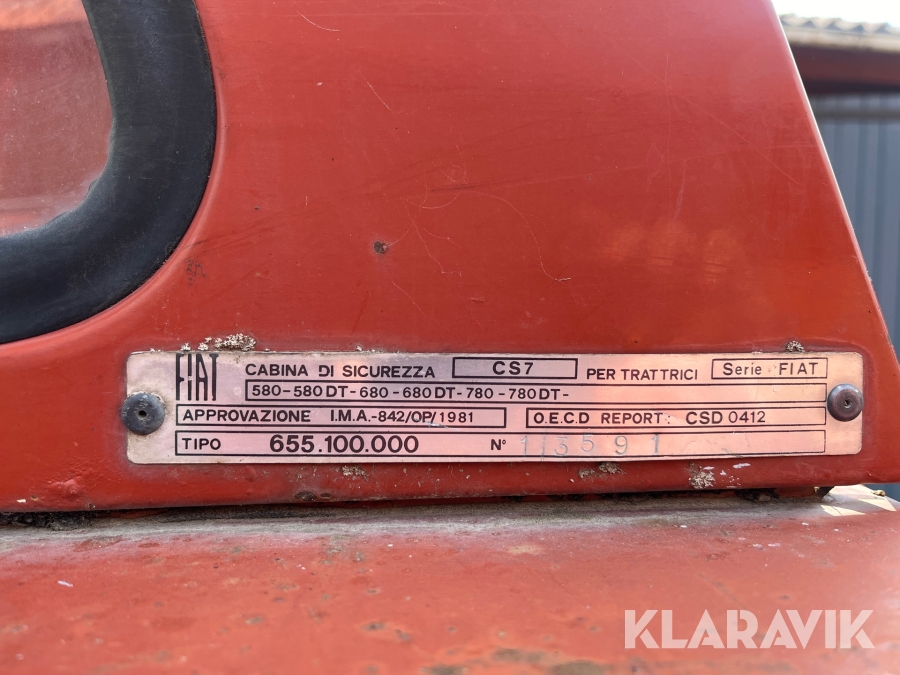 FIAT CABINA DI SICUREZZA CS7 PER TRATTRICI Serie FIAT
580-580DT-680-680DT-780-780DT-
APPROVAZIONE I.M.A.-842/OP/1981 O.E.C.D REPORT: CSD 0412
TIPO 655.100.000 N° 13591
KLARAVIK